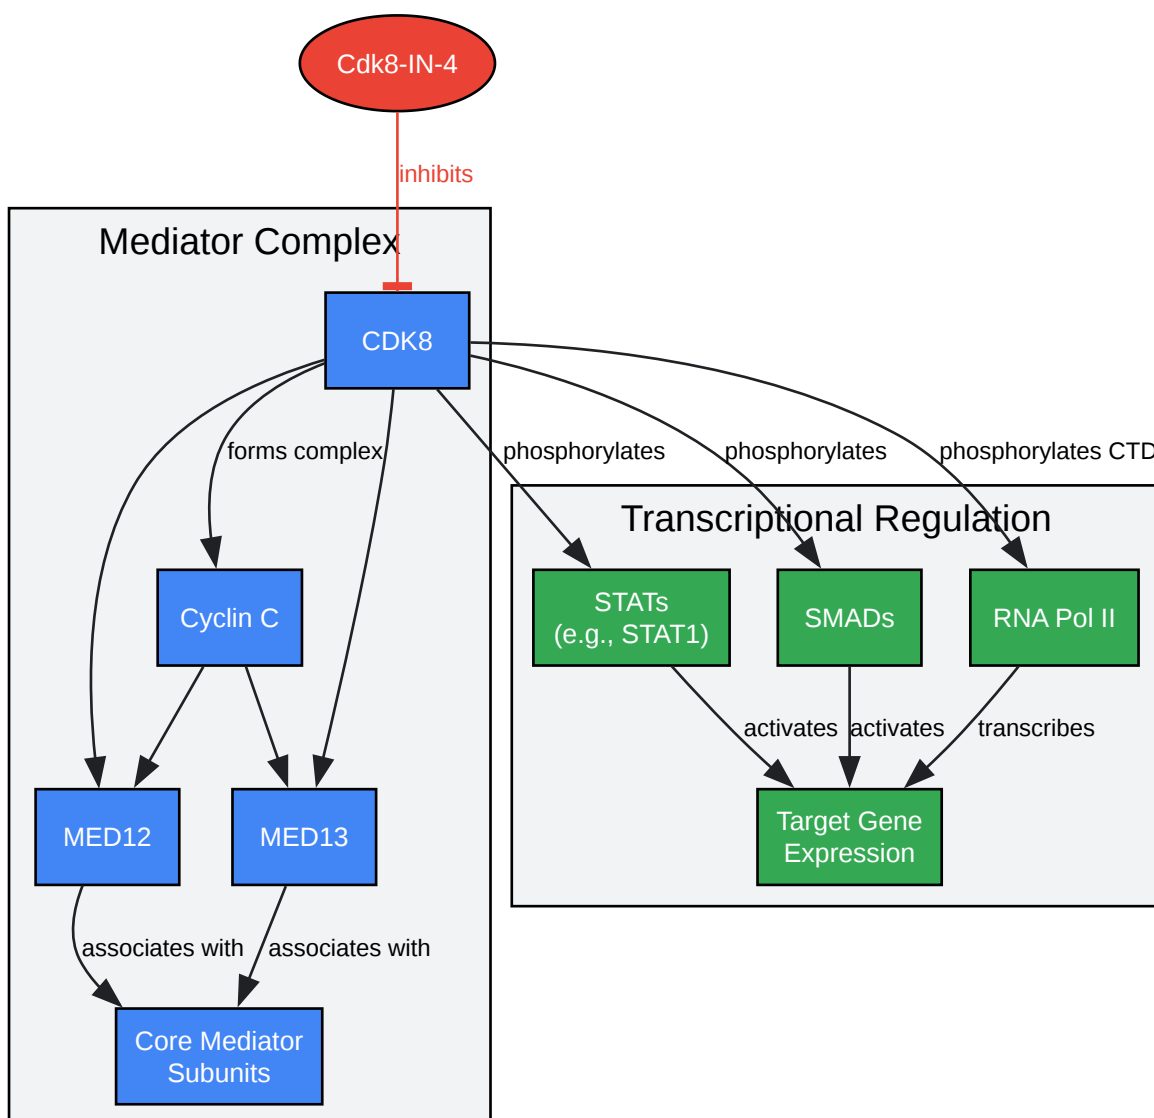 Cdk8-IN-4
inhibits
Mediator Complex
CDK8
forms complex
phosphorylates
phosphorylates
phosphorylates CTD
Transcriptional Regulation
Cyclin C
STATs
(e.g., STAT1)
SMADs
RNA Pol II
activates
activates
transcribes
MED12
MED13
Target Gene
Expression
associates with
associates with
Core Mediator
Subunits